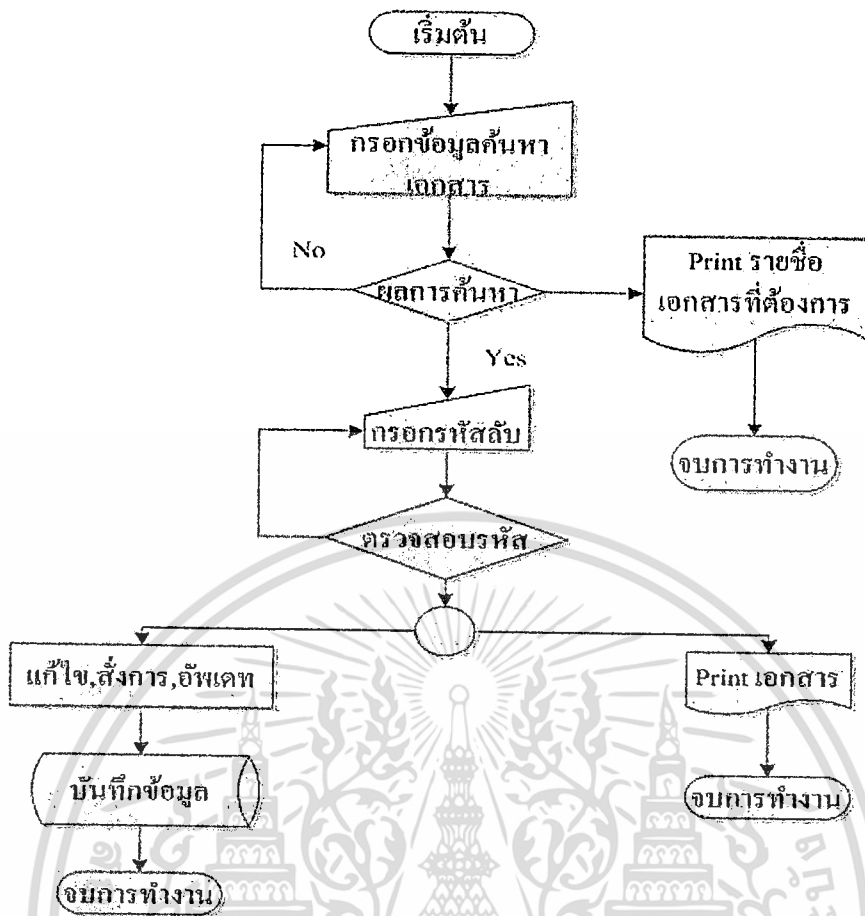 เริ่มต้น
กรอกข้อมูลค้นหา
เอกสาร
No
ผลการค้นหา
Print รายชื่อ
เอกสารที่ต้องการ
Yes
กรอกรหัสลับ
จบการทำงาน
ตรวจสอบรหัส
แก้ไข,สั่งการ,อัพเดท
Print เอกสาร
บันทึกข้อมูล
จบการทำงาน
จบการทำงาน